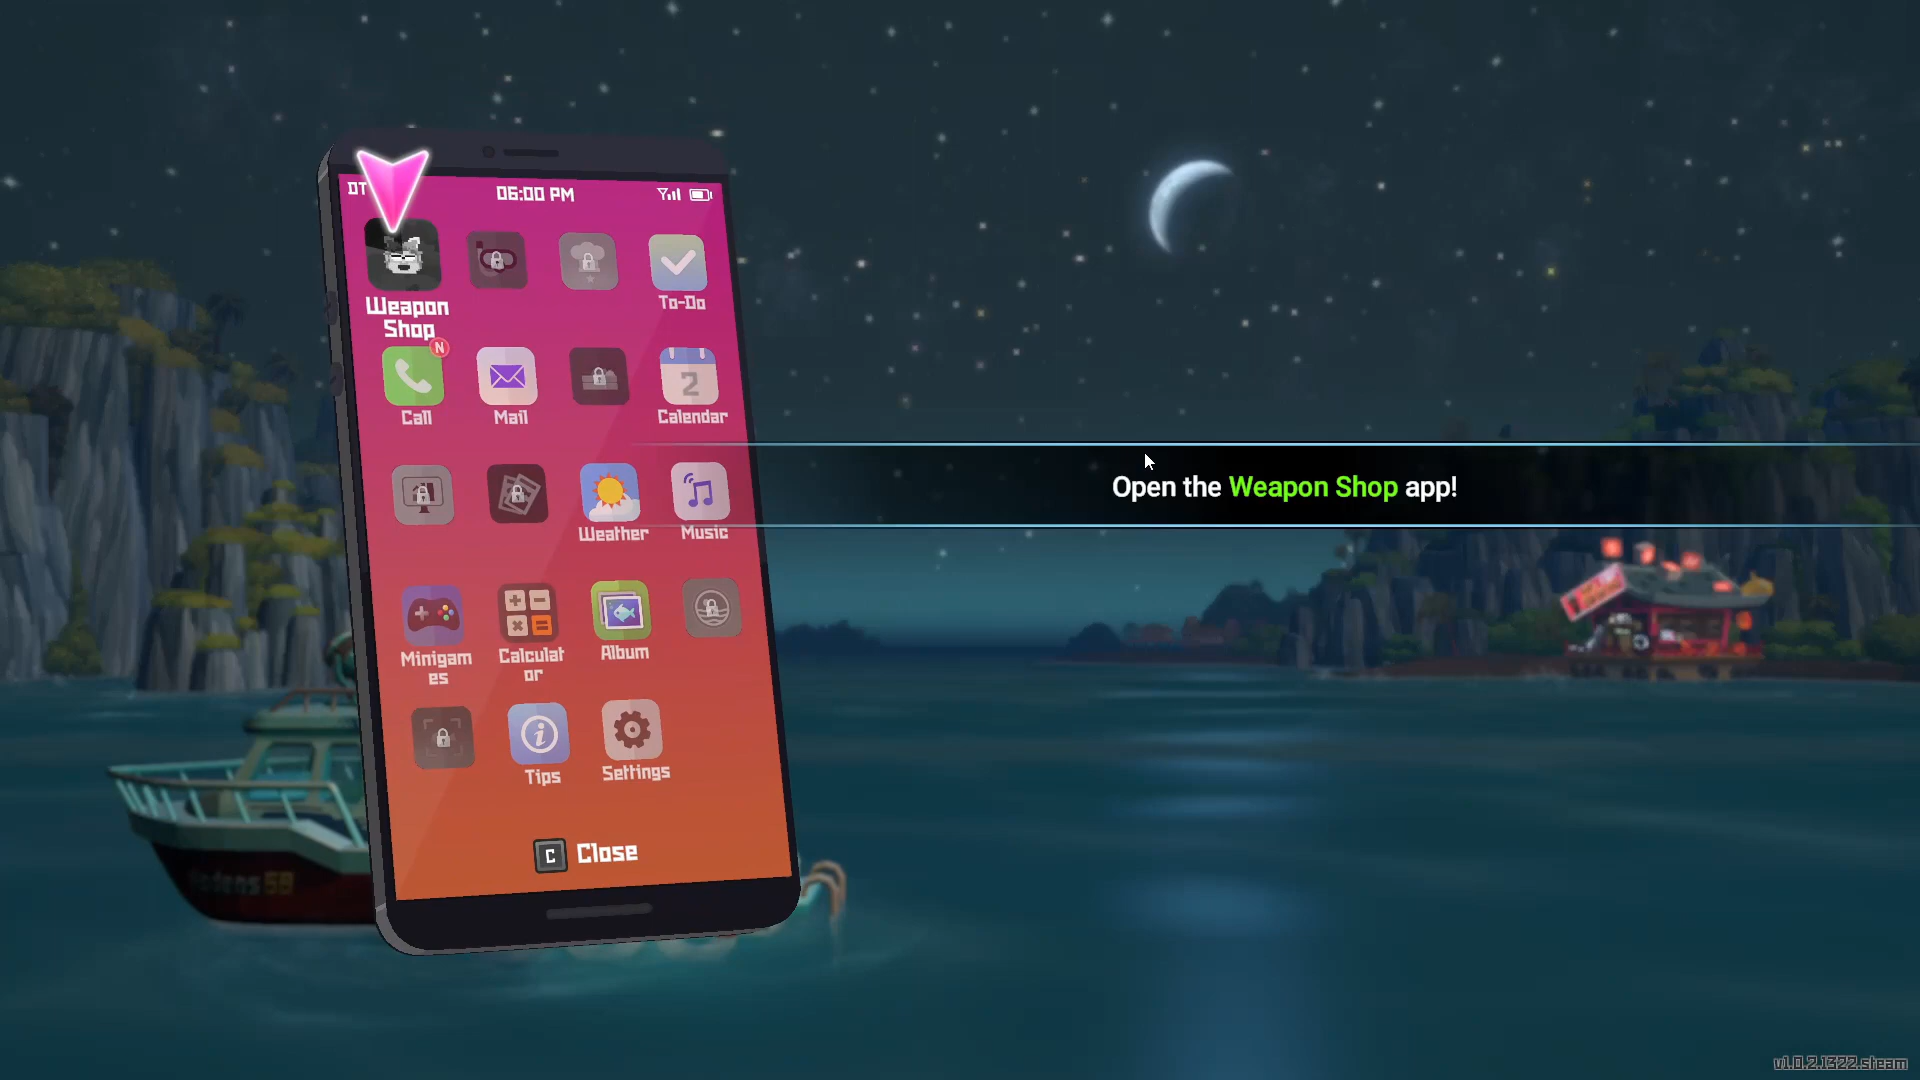 DT
06:00 PM
Weapon
Shop
To-Do
N
Call
Mail
2
Calendar
Open the Weapon Shop app!
Weather
Music
Minigam
es
Calculat
or
Album
Tips
Settings
C Close
v1.0.2.1322.steam